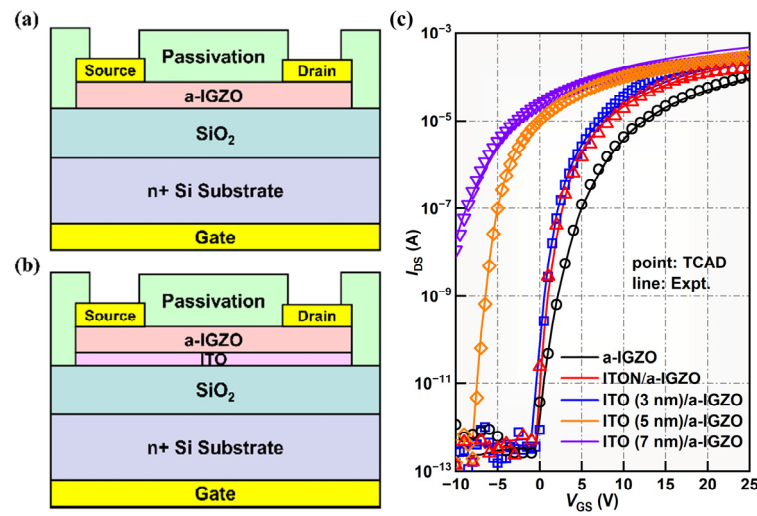 (a)
Passivation
Source
Drain
a-IGZO
SiO₂
n+ Si Substrate
Gate
(b)
Passivation
Source
Drain
a-IGZO
ITO
SiO₂
n+ Si Substrate
Gate
(c)
10⁻³
10⁻⁵
10⁻⁷
10⁻⁹
10⁻¹¹
10⁻¹³
I_DS (A)
point: TCAD
line: Expt.
a-IGZO
ITON/a-IGZO
ITO (3 nm)/a-IGZO
ITO (5 nm)/a-IGZO
ITO (7 nm)/a-IGZO
−10 −5 0 5 10 15 20 25
V_GS (V)